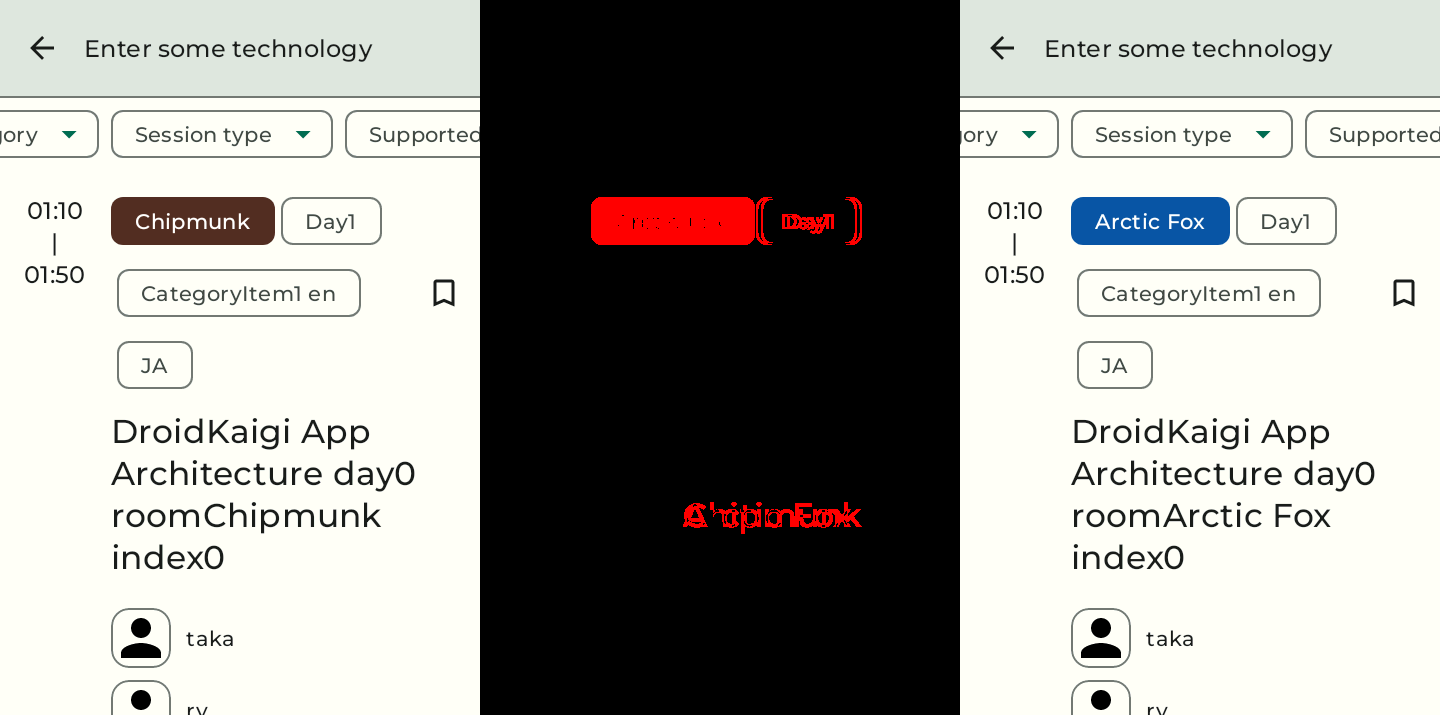 Enter some technology
gory Session type Supported
01:10
|
01:50
Chipmunk Day1
CategoryItem1 en
JA
DroidKaigi App
Architecture day0
roomChipmunk
index0
taka
ry
Day1
Enter some technology
gory Session type Supported
01:10
|
01:50
Arctic Fox Day1
CategoryItem1 en
JA
DroidKaigi App
Architecture day0
roomArctic Fox
index0
taka
ry